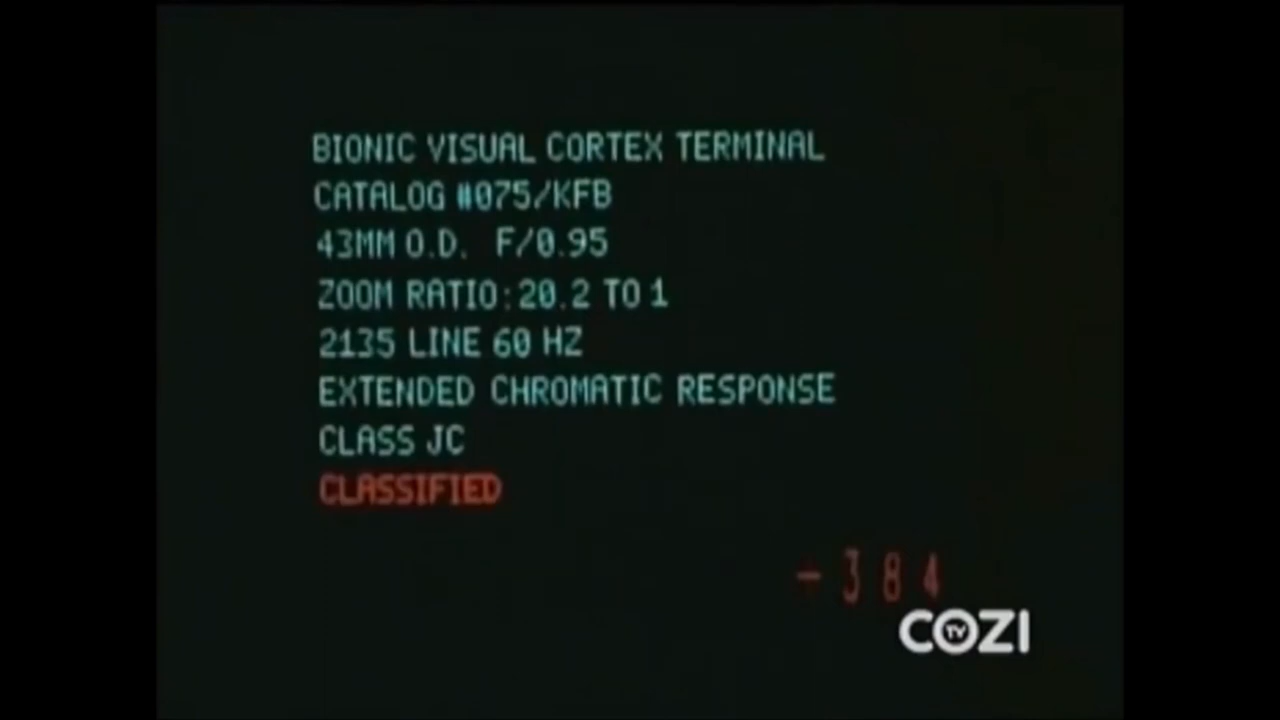 BIONIC VISUAL CORTEX TERMINAL
CATALOG #075/KFB
43MM O.D. F/0.95
ZOOM RATIO: 20.2 TO 1
2135 LINE 60 HZ
EXTENDED CHROMATIC RESPONSE
CLASS JC
CLASSIFIED
- 384
COZI
TV